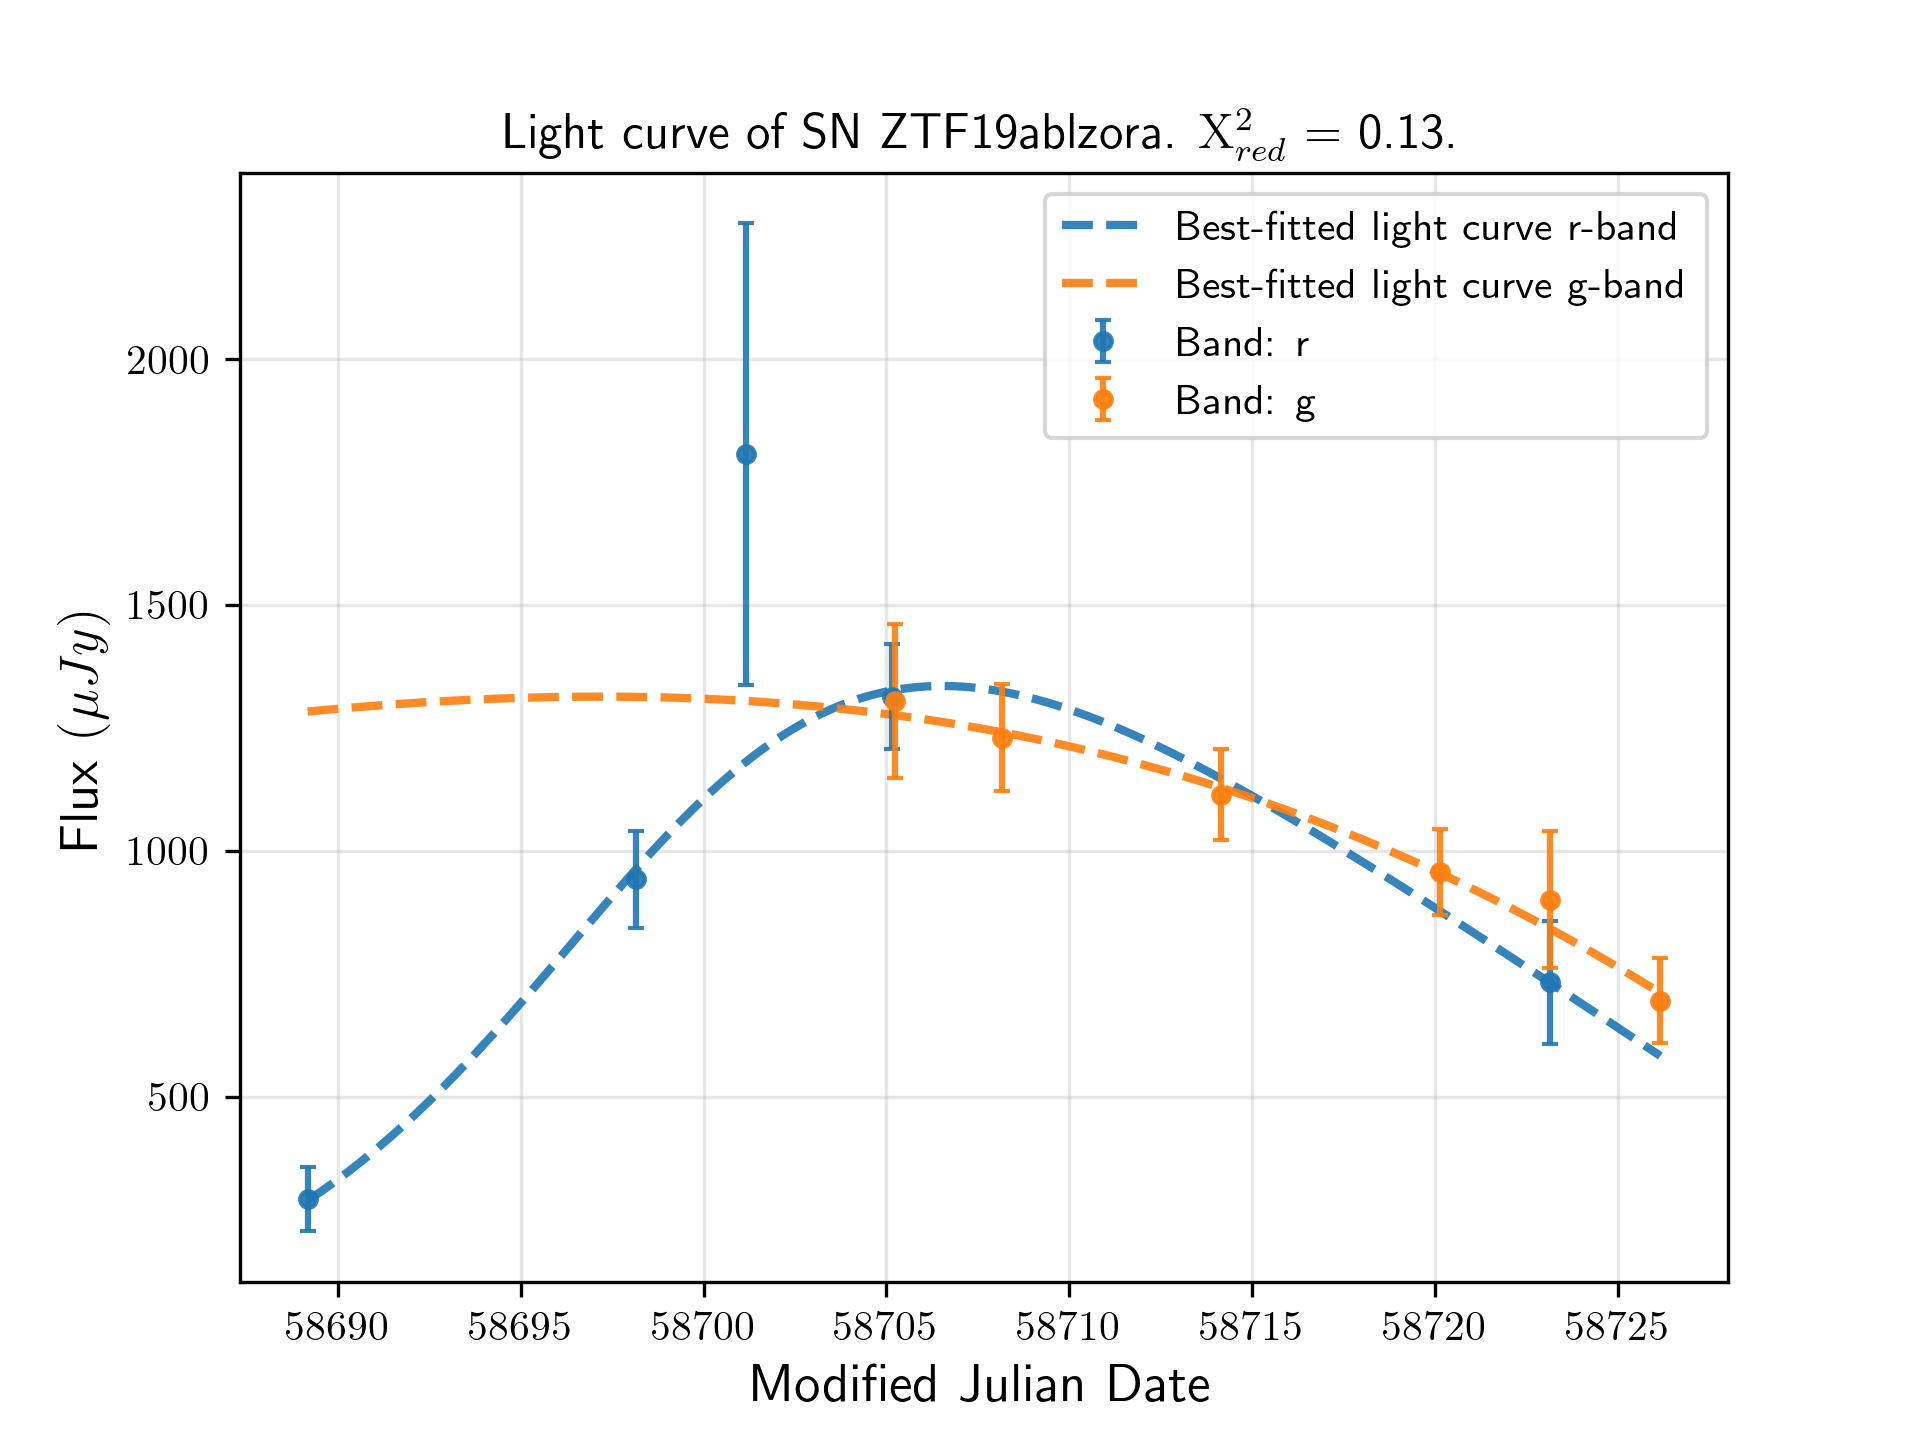 Light curve of SN ZTF19ablzora. X²_red = 0.13.
Best-fitted light curve r-band
Best-fitted light curve g-band
Band: r
Band: g
2000
1500
1000
500
Flux (μJy)
58690 58695 58700 58705 58710 58715 58720 58725
Modified Julian Date